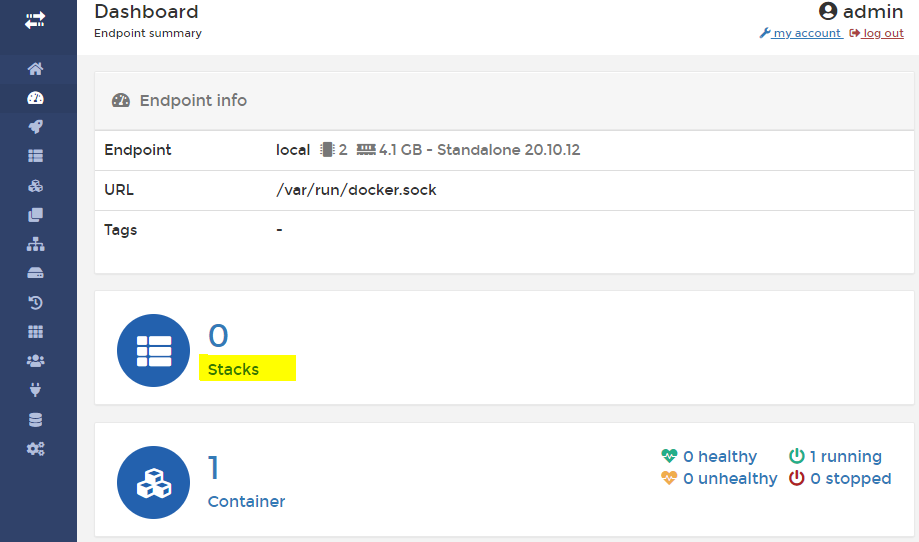 Dashboard
admin
Endpoint summary
my account log out
Endpoint info
Endpoint local 2 4.1 GB - Standalone 20.10.12
URL /var/run/docker.sock
Tags -
0
Stacks
1
Container
0 healthy 1 running
0 unhealthy 0 stopped